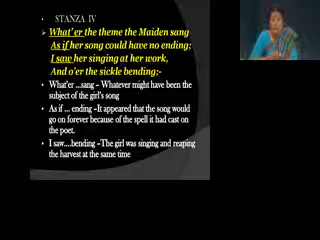 STANZA IV
What'er the theme the Maiden sang
As if her song could have no ending;
I saw her singing at her work,
And o'er the sickle bending;-
What'er ...sang – Whatever might have been the
subject of the girl's song
As if ... ending –It appeared that the song would
go on forever because of the spell it had cast on
the poet.
I saw....bending –The girl was singing and reaping
the harvest at the same time